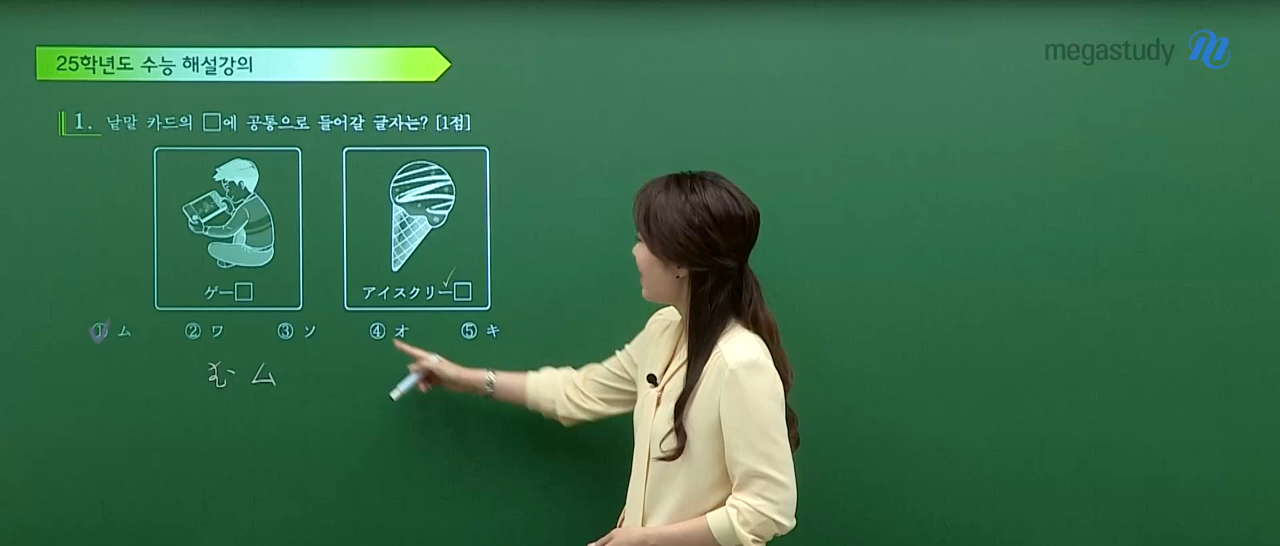 25학년도 수능 해설강의
megastudy
1. 낱말 카드의 □에 공통으로 들어갈 글자는? [1점]
ゲー□
アイスクリー□
① ム ② ワ ③ ソ ④ オ ⑤ キ
む ム